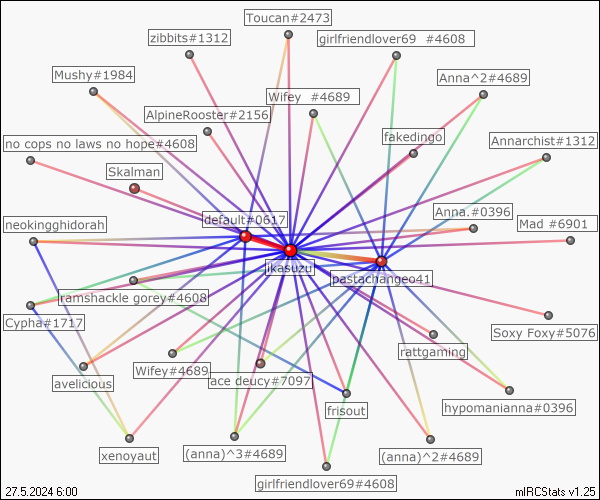 Toucan#2473
zibbits#1312
girlfriendlover69 #4608
Mushy#1984
Anna^2#4689
Wifey #4689
AlpineRooster#2156
fakedingo
no cops no laws no hope#4608
Annarchist#1312
Skalman
default#0617
Anna.#0396
neokingghidorah
Mad #6901
ikasuzu
pastachangeo41
ramshackle gorey#4608
Cypha#1717
Soxy Foxy#5076
rattgaming
Wifey#4689
avelicious
ace deucy#7097
frisout
hypomanianna#0396
xenoyaut
(anna)^3#4689
(anna)^2#4689
girlfriendlover69#4608
27.5.2024 6:00
mIRCStats v1.25